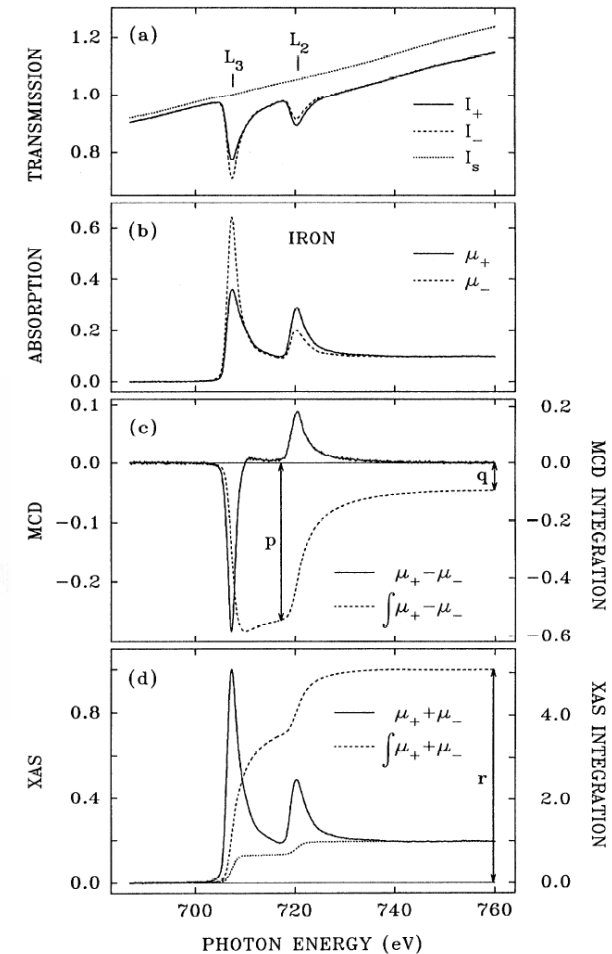 (a)
L₃
L₂
1.2
1.0
0.8
TRANSMISSION
I₊
I₋
Iₛ
(b)
IRON
0.6
0.4
0.2
0.0
ABSORPTION
μ₊
μ₋
(c)
0.1
0.0
−0.1
−0.2
MCD
0.2
0.0
−0.2
−0.4
−0.6
MCD INTEGRATION
p
q
μ₊−μ₋
∫μ₊−μ₋
(d)
0.8
0.4
0.0
XAS
4.0
2.0
0.0
XAS INTEGRATION
μ₊+μ₋
∫μ₊+μ₋
r
700
720
740
760
PHOTON ENERGY (eV)